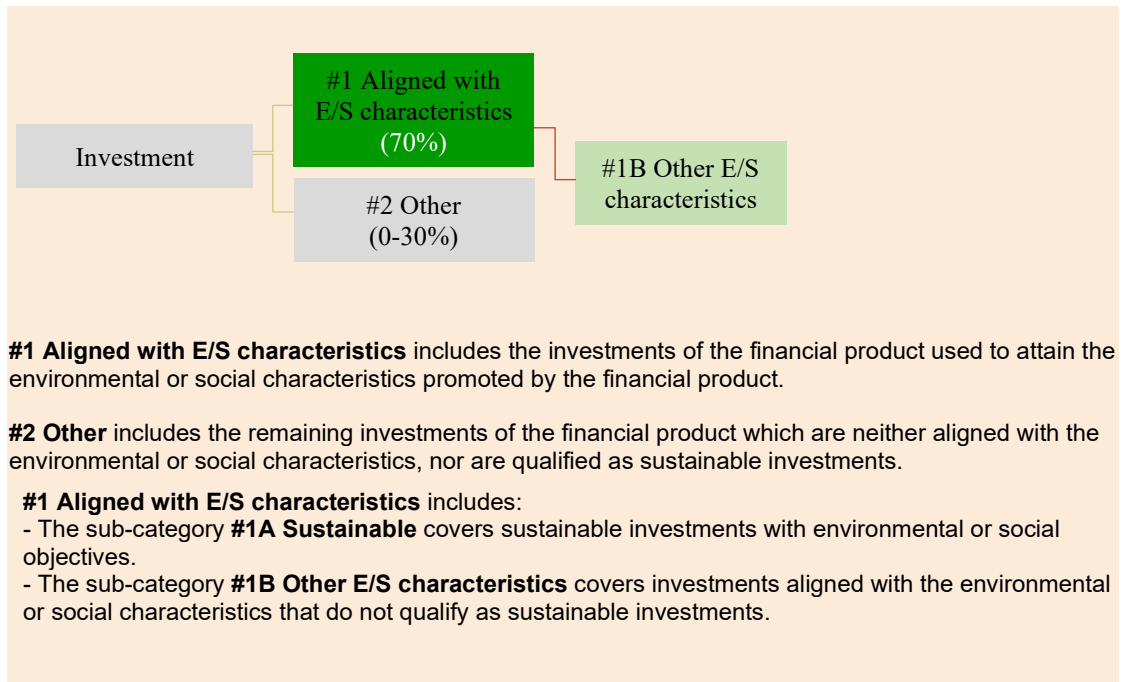 #1 Aligned with
E/S characteristics
(70%)
Investment
#1B Other E/S
characteristics
#2 Other
(0-30%)
#1 Aligned with E/S characteristics includes the investments of the financial product used to attain the
environmental or social characteristics promoted by the financial product.
#2 Other includes the remaining investments of the financial product which are neither aligned with the
environmental or social characteristics, nor are qualified as sustainable investments.
#1 Aligned with E/S characteristics includes:
- The sub-category #1A Sustainable covers sustainable investments with environmental or social
objectives.
- The sub-category #1B Other E/S characteristics covers investments aligned with the environmental
or social characteristics that do not qualify as sustainable investments.